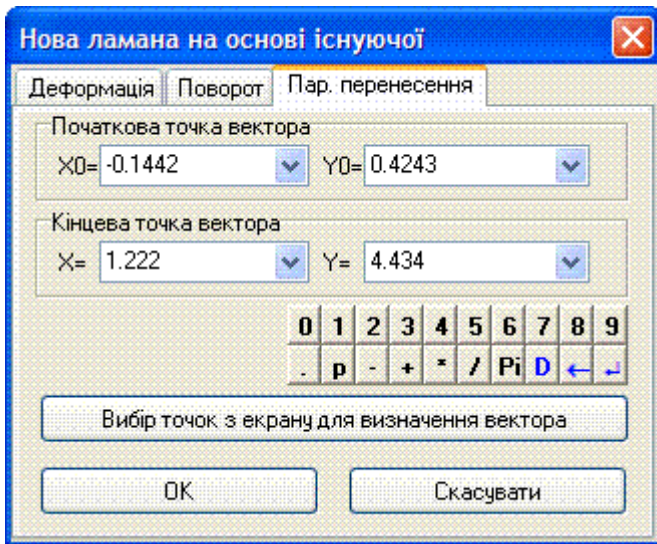 Нова ламана на основі існуючої
Деформація Поворот Пар. перенесення
Початкова точка вектора
X0= -0.1442 Y0= 0.4243
Кінцева точка вектора
X= 1.222 Y= 4.434
0 1 2 3 4 5 6 7 8 9
. p - + * / Pi D ← ↵
Вибір точок з екрану для визначення вектора
OK Скасувати